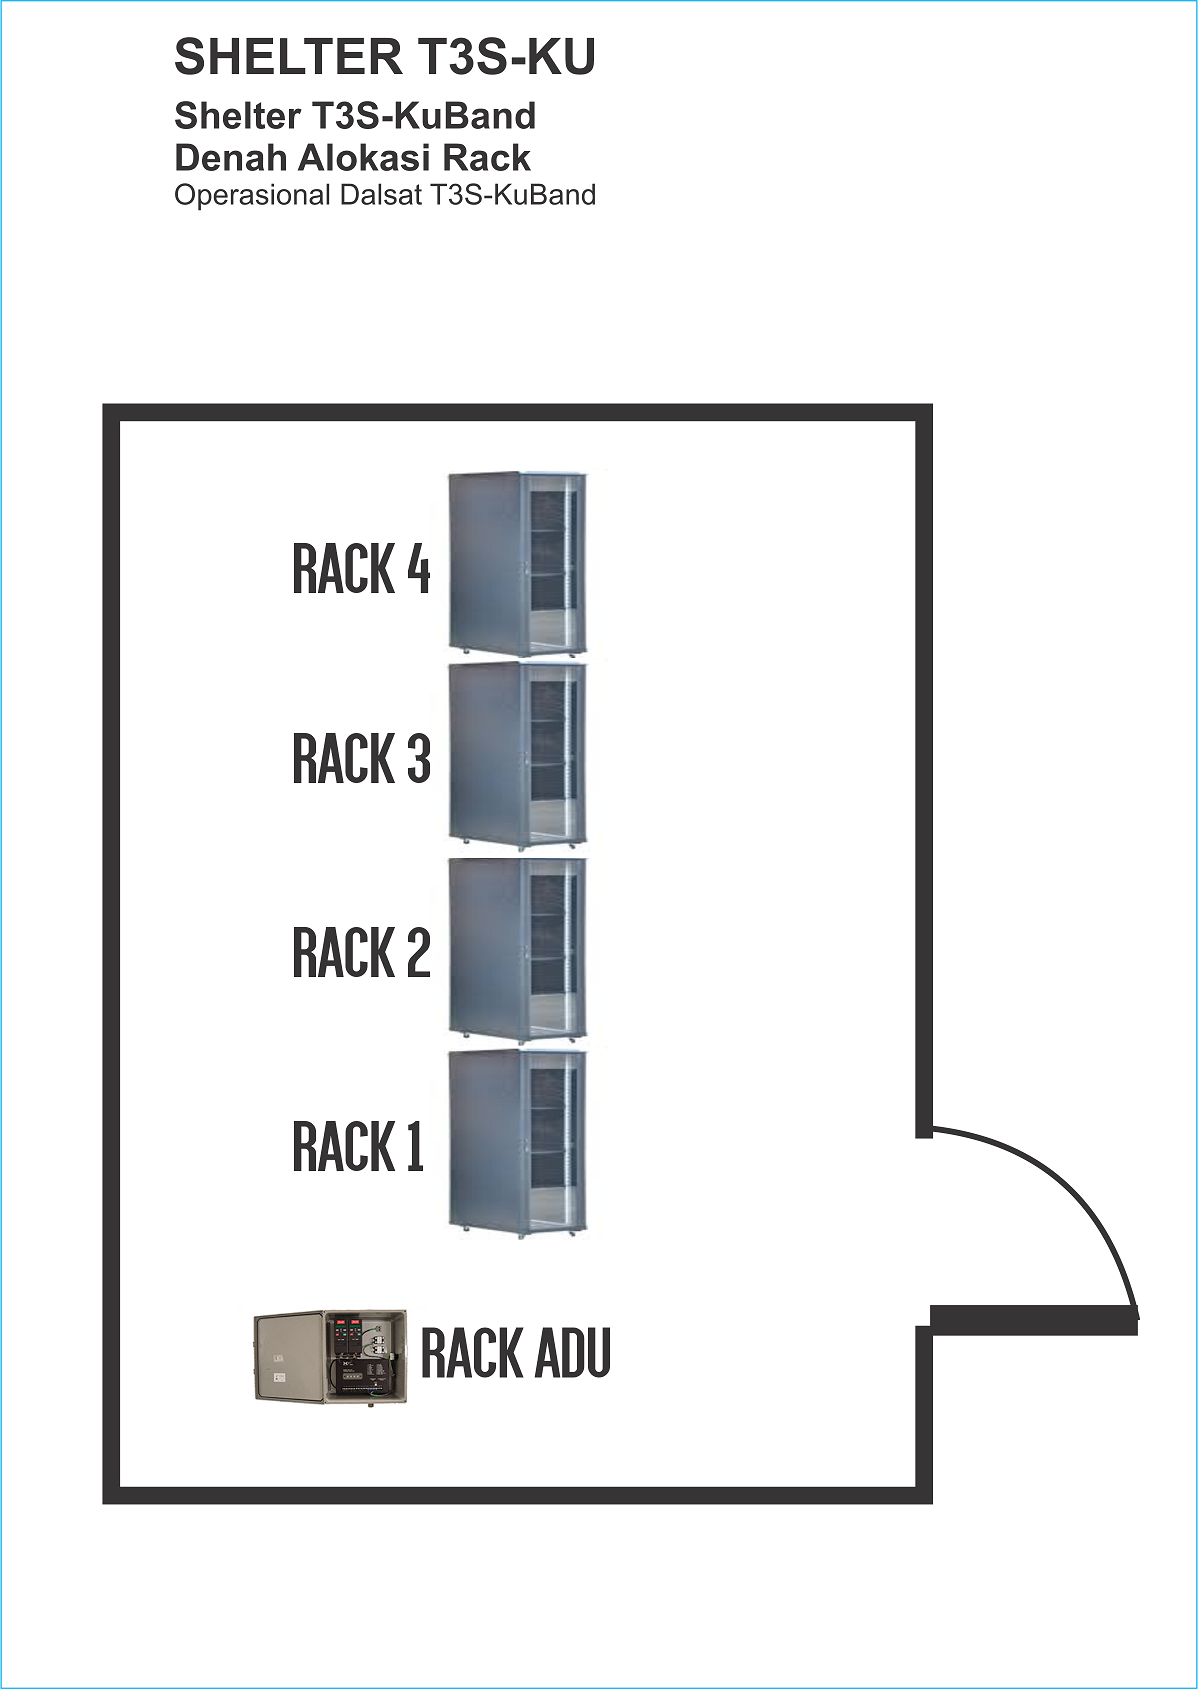 SHELTER T3S-KU
Shelter T3S-KuBand
Denah Alokasi Rack
Operasional Dalsat T3S-KuBand
RACK 4
RACK 3
RACK 2
RACK 1
RACK ADU